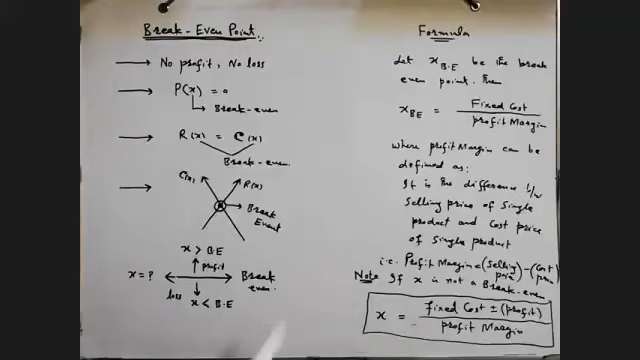 Break-Even Point:.
→ No profit, No loss
→ P(x) = 0
→ Break-even
→ R(x) = C(x)
Break-even.
→ C(x) R(x)
→ Break
Event
x > BE
↑ profit
x = ? ↔ Break
even.
loss ↓
x < B.E
Formula
Let x B.E be the break
even point. Then
x BE = Fixed Cost
profit Margin
where profit Margin can be
defined as:
It is the difference b/w
Selling price of Single
product and Cost price
of Single product
i.e. Profit Margin = (Selling price) - (Cost price)
Note If x is not a Break-even
x = fixed Cost ± (profit)
profit Margin